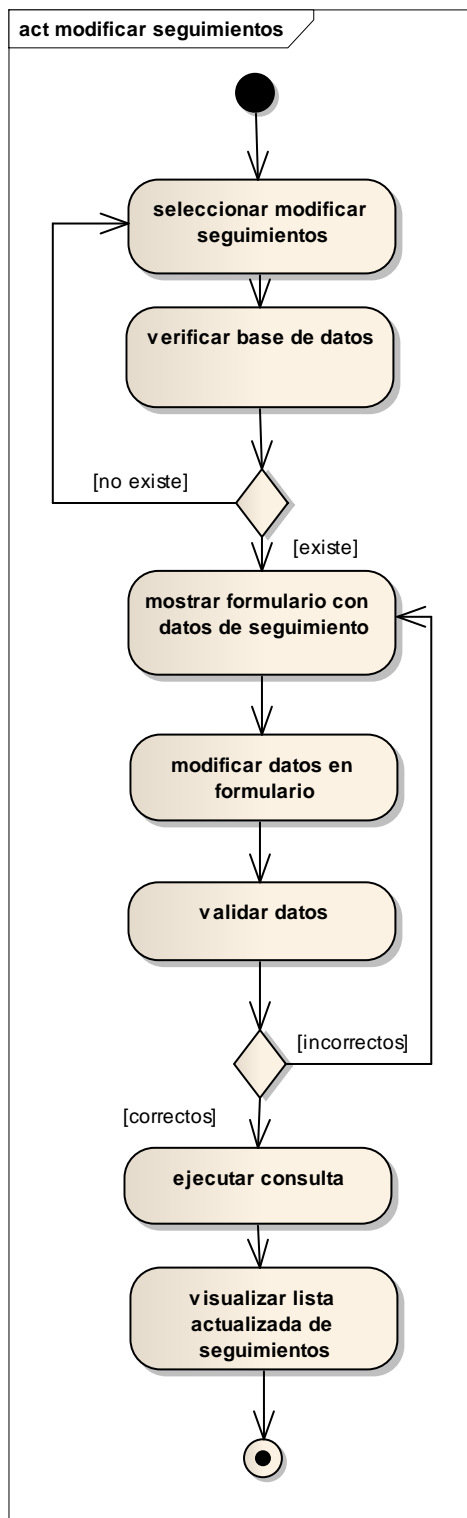 act modificar seguimientos
seleccionar modificar
seguimientos
verificar base de datos
[no existe]
[existe]
mostrar formulario con
datos de seguimiento
modificar datos en
formulario
validar datos
[incorrectos]
[correctos]
ejecutar consulta
visualizar lista
actualizada de
seguimientos